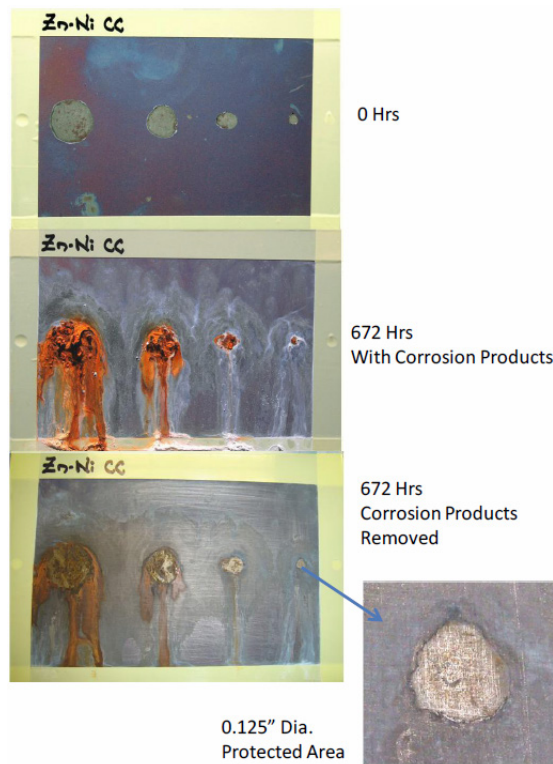 Zn-Ni CC
0 Hrs
Zn-Ni CC
672 Hrs
With Corrosion Products
Zn-Ni CC
672 Hrs
Corrosion Products
Removed
0.125" Dia.
Protected Area